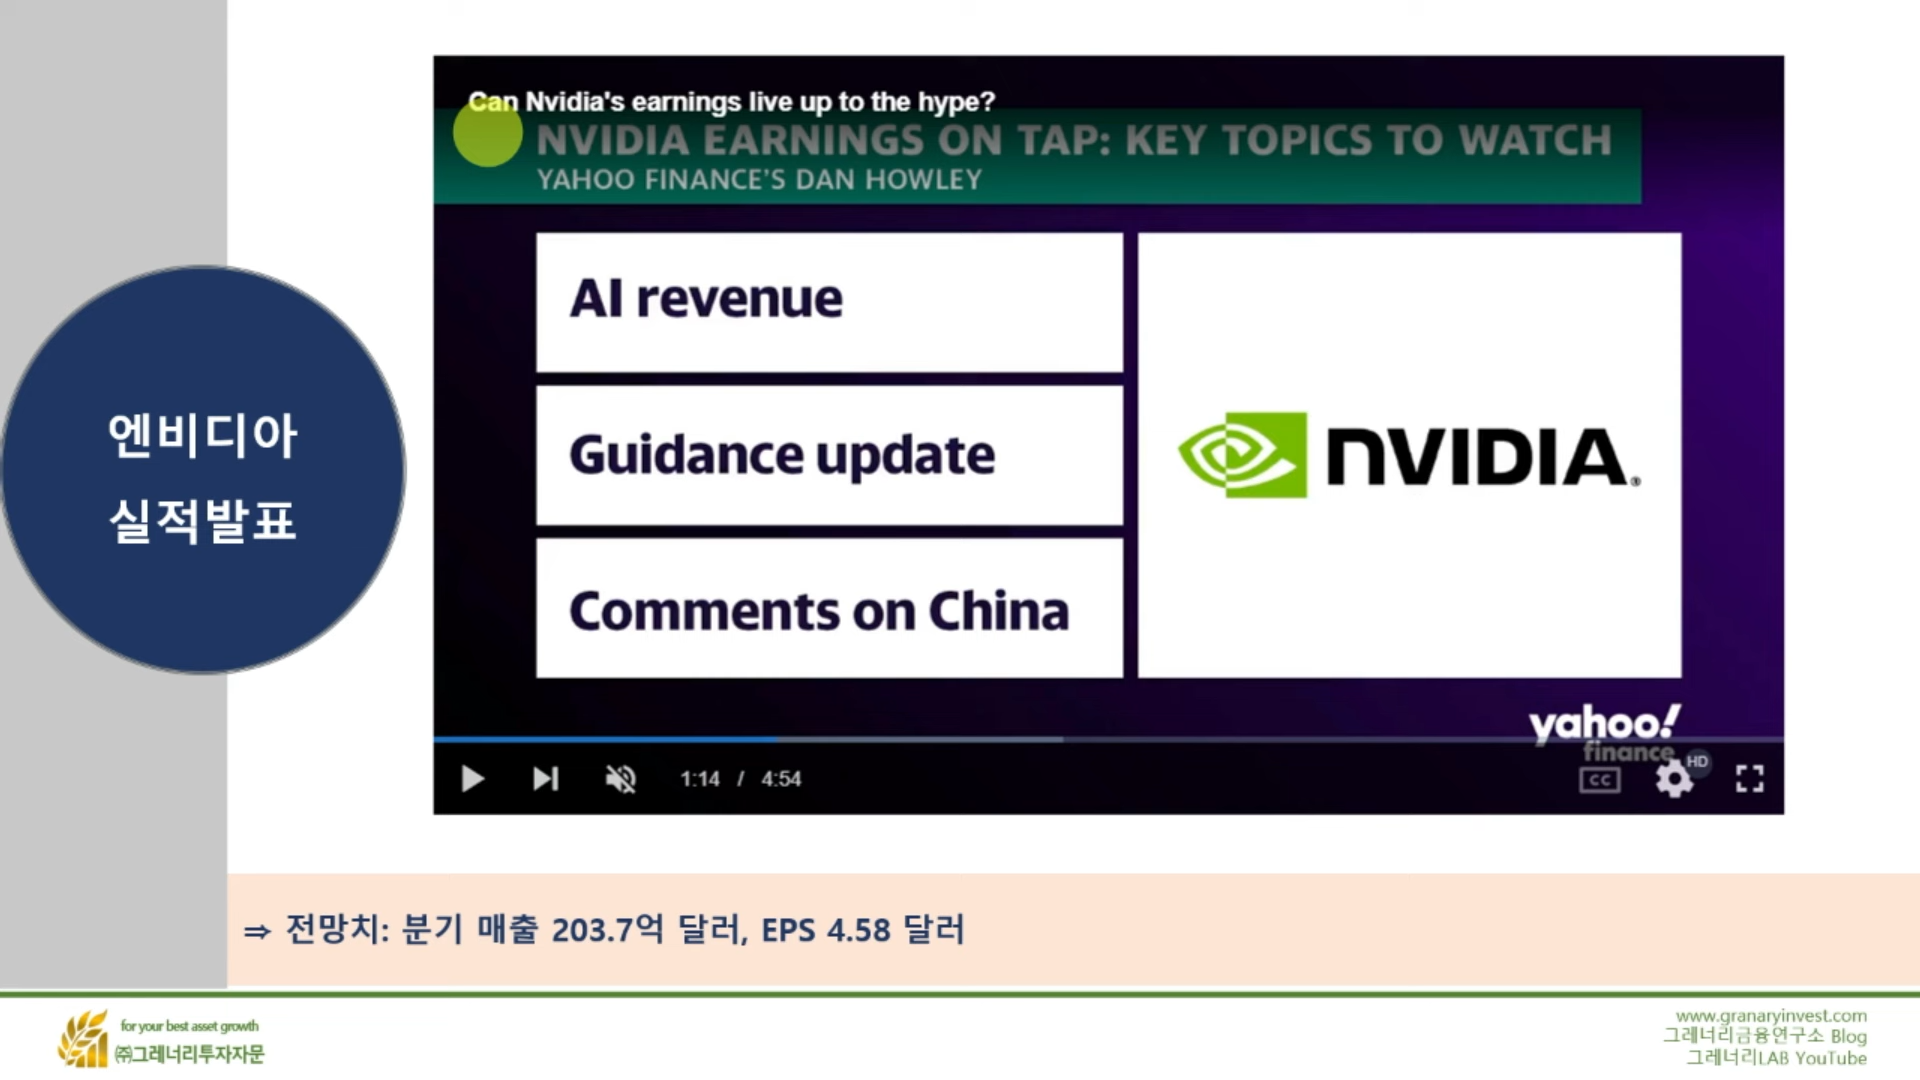 Can Nvidia's earnings live up to the hype?
NVIDIA EARNINGS ON TAP: KEY TOPICS TO WATCH
YAHOO FINANCE'S DAN HOWLEY
AI revenue
Guidance update
Comments on China
NVIDIA®
엔비디아
실적발표
yahoo!
finance
1:14 / 4:54
CC
HD
⇒ 전망치: 분기 매출 203.7억 달러, EPS 4.58 달러
for your best asset growth
㈜그레너리투자자문
www.granaryinvest.com
그레너리금융연구소 Blog
그레너리LAB YouTube